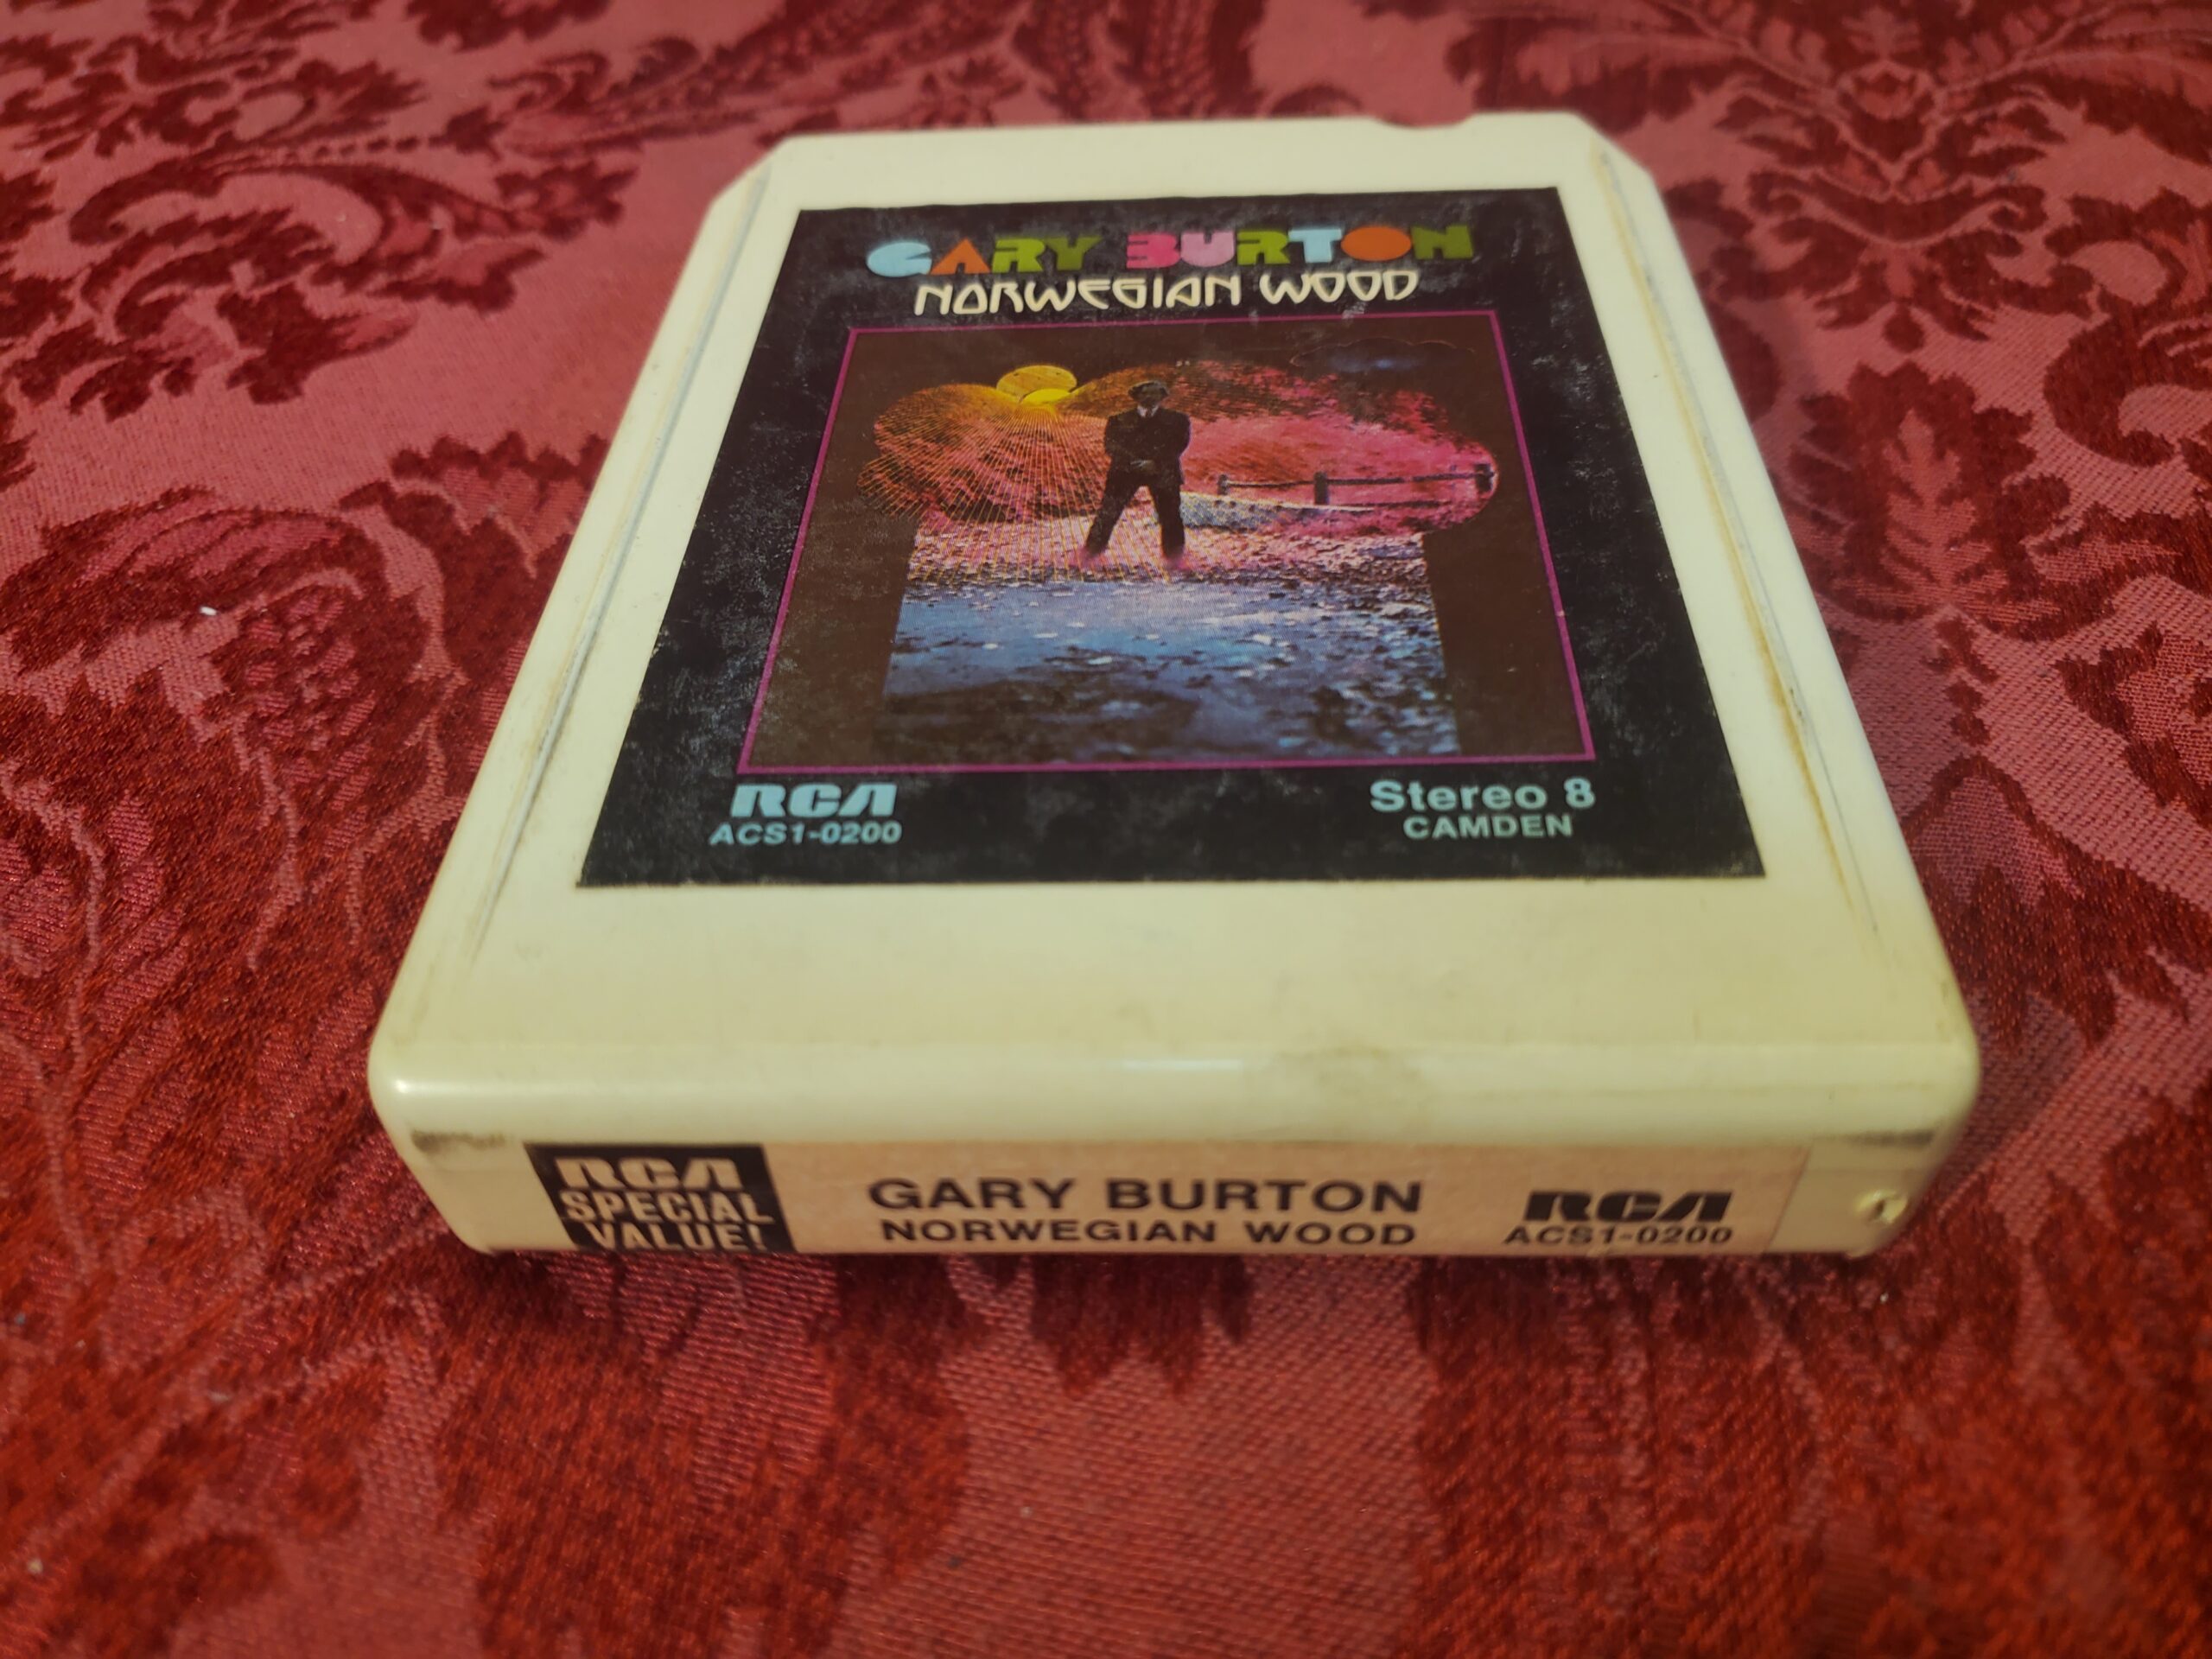 GARY BURTON
NORWEGIAN WOOD
RCA
ACS1-0200
Stereo 8
CAMDEN
RCA
SPECIAL
VALUE!
GARY BURTON
NORWEGIAN WOOD
RCA
ACS1-0200